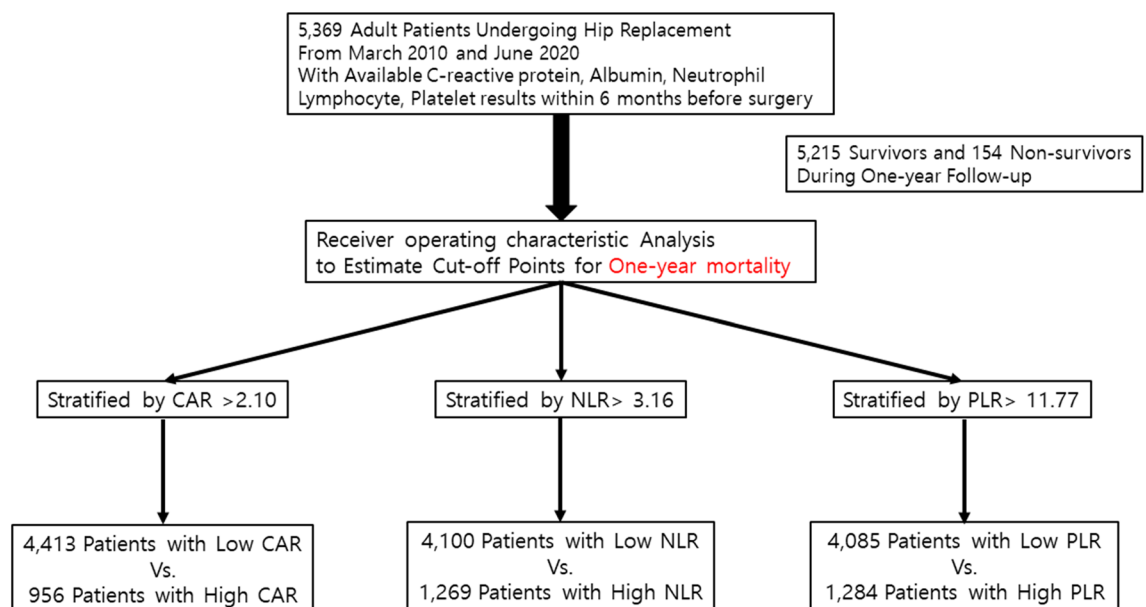 5,369 Adult Patients Undergoing Hip Replacement
From March 2010 and June 2020
With Available C-reactive protein, Albumin, Neutrophil
Lymphocyte, Platelet results within 6 months before surgery
5,215 Survivors and 154 Non-survivors
During One-year Follow-up
Receiver operating characteristic Analysis
to Estimate Cut-off Points for One-year mortality
Stratified by CAR >2.10
Stratified by NLR> 3.16
Stratified by PLR> 11.77
4,413 Patients with Low CAR
Vs.
956 Patients with High CAR
4,100 Patients with Low NLR
Vs.
1,269 Patients with High NLR
4,085 Patients with Low PLR
Vs.
1,284 Patients with High PLR